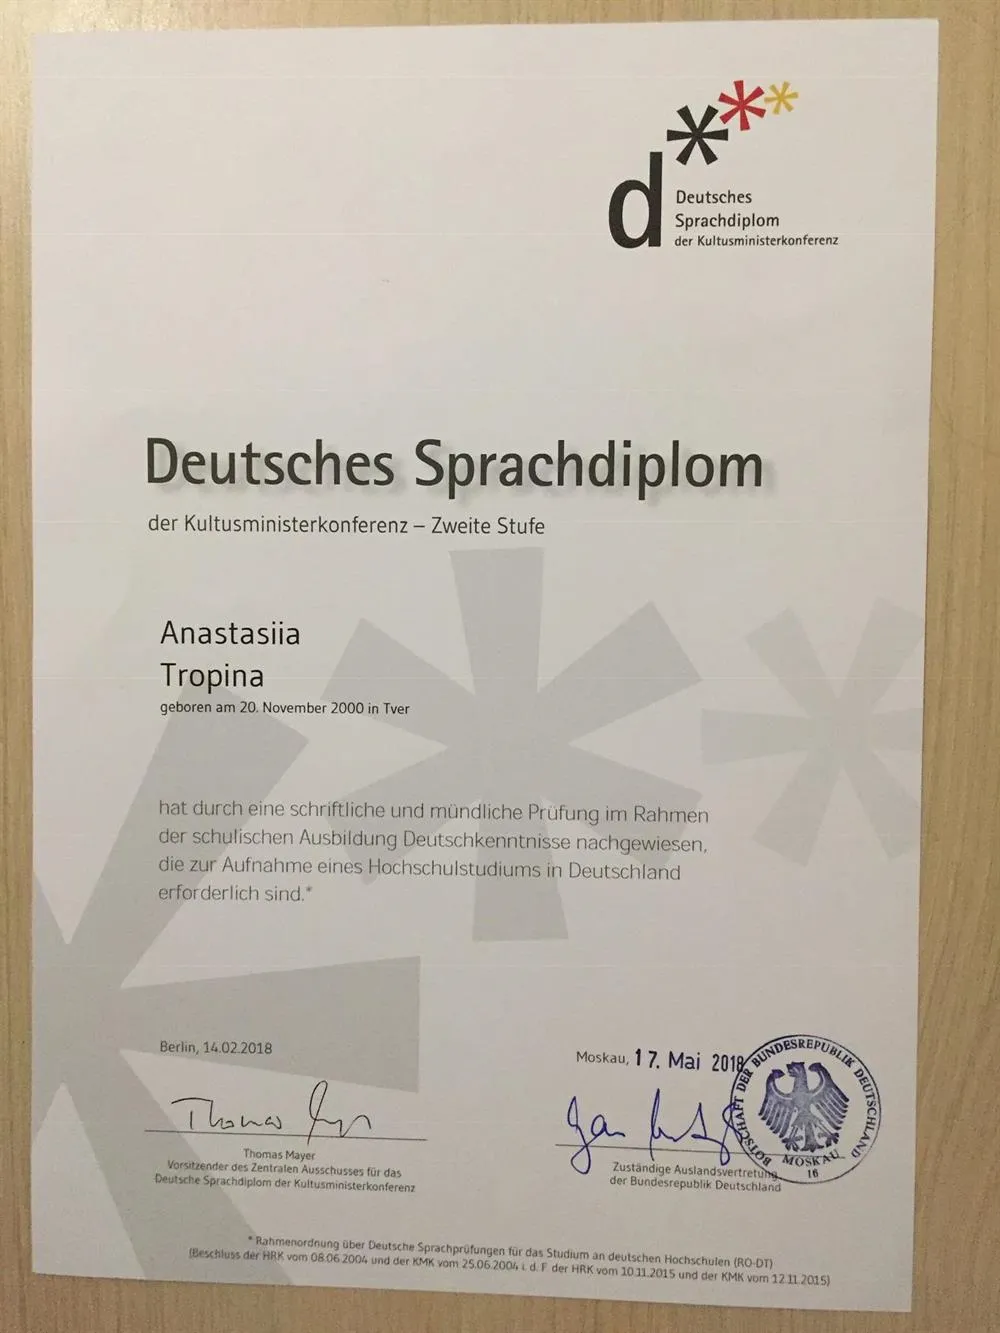 d
Deutsches
Sprachdiplom
der Kultusministerkonferenz
Deutsches Sprachdiplom
der Kultusministerkonferenz – Zweite Stufe
Anastasiia
Tropina
geboren am 20. November 2000 in Tver
hat durch eine schriftliche und mündliche Prüfung im Rahmen
der schulischen Ausbildung Deutschkenntnisse nachgewiesen,
die zur Aufnahme eines Hochschulstudiums in Deutschland
erforderlich sind.*
Berlin, 14.02.2018
Thomas
Thomas Mayer
Vorsitzender des Zentralen Ausschusses für das
Deutsche Sprachdiplom der Kultusministerkonferenz
Moskau, 17. Mai 2018
Zuständige Auslandsvertretung
der Bundesrepublik Deutschland
BOTSCHAFT DER BUNDESREPUBLIK DEUTSCHLAND
MOSKAU
16
* Rahmenordnung über Deutsche Sprachprüfungen für das Studium an deutschen Hochschulen (RO-DT)
(Beschluss der HRK vom 08.06.2004 und der KMK vom 25.06.2004 i. d. F der HRK vom 10.11.2015 und der KMK vom 12.11.2015)